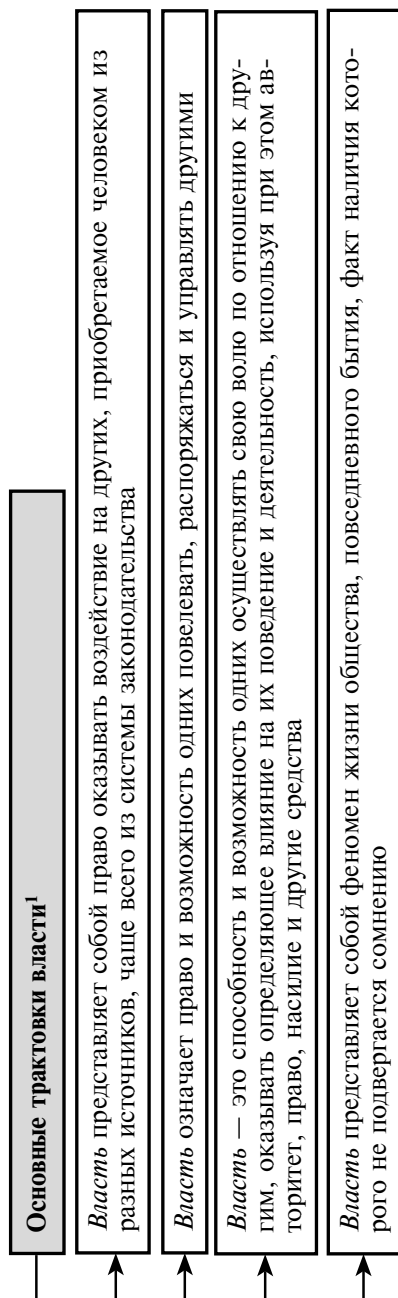 Основные трактовки власти¹
Власть представляет собой право оказывать воздействие на других, приобретаемое человеком из
разных источников, чаще всего из системы законодательства
Власть означает право и возможность одних повелевать, распоряжаться и управлять другими
Власть — это способность и возможность одних осуществлять свою волю по отношению к дру-
гим, оказывать определяющее влияние на их поведение и деятельность, используя при этом ав-
торитет, право, насилие и другие средства
Власть представляет собой феномен жизни общества, повседневного бытия, факт наличия кото-
рого не подвергается сомнению